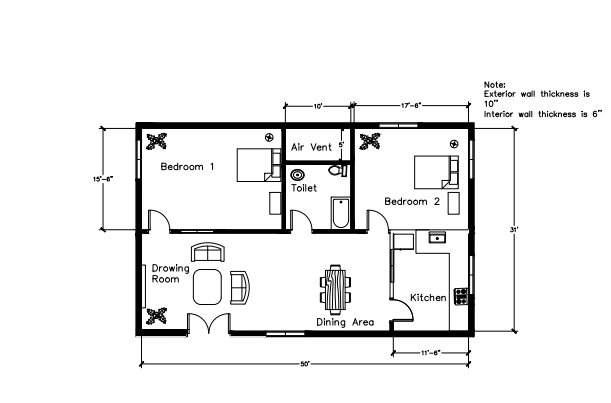 Note:
Exterior wall thickness is
10"
Interior wall thickness is 6"
10'
17'-6"
Air Vent
5'
Bedroom 1
15'-6"
Toilet
Bedroom 2
31'
Drowing
Room
Kitchen
Dining Area
11'-6"
50'